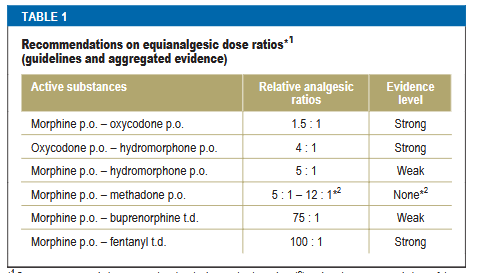 TABLE 1
Recommendations on equianalgesic dose ratios*1
(guidelines and aggregated evidence)
Active substances Relative analgesic ratios Evidence level
Morphine p.o. – oxycodone p.o. 1.5 : 1 Strong
Oxycodone p.o. – hydromorphone p.o. 4 : 1 Strong
Morphine p.o. – hydromorphone p.o. 5 : 1 Weak
Morphine p.o. – methadone p.o. 5 : 1 – 12 : 1*2 None*2
Morphine p.o. – buprenorphine t.d. 75 : 1 Weak
Morphine p.o. – fentanyl t.d. 100 : 1 Strong